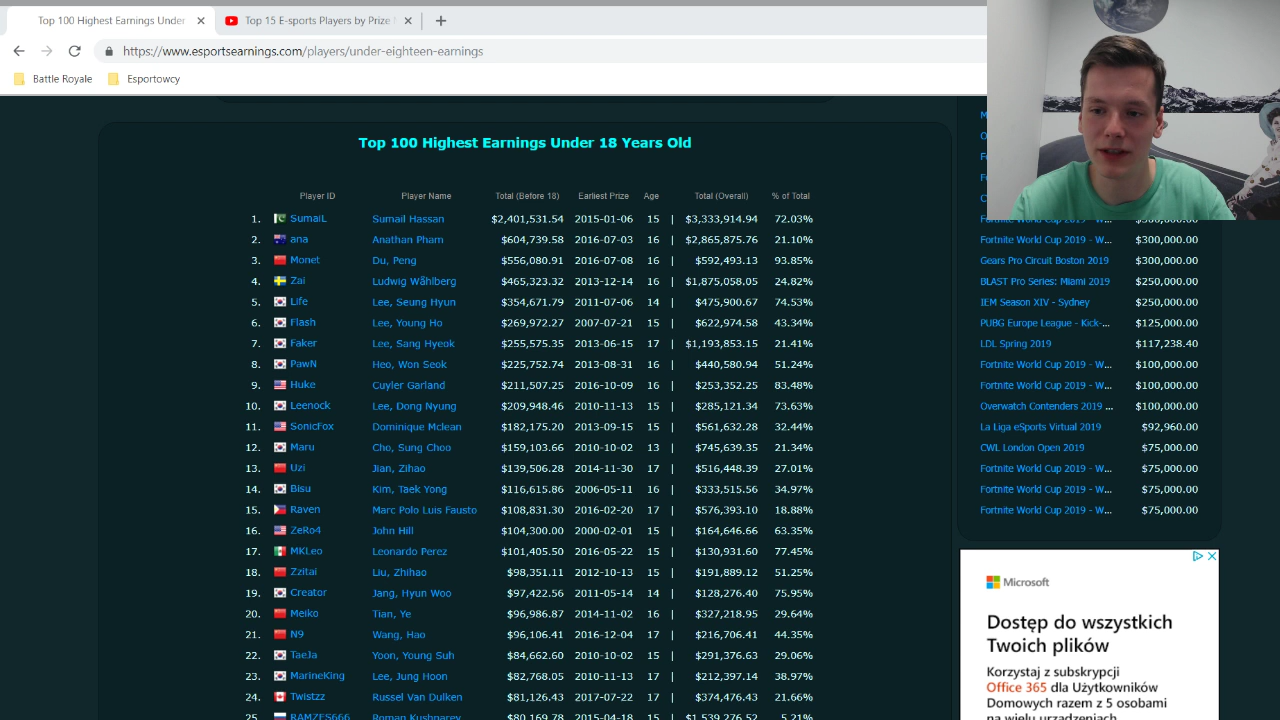 Top 100 Highest Earnings Under
Top 15 E-sports Players by Prize
https://www.esportsearnings.com/players/under-eighteen-earnings
Battle Royale Esportowcy
Top 100 Highest Earnings Under 18 Years Old
Player ID Player Name Total (Before 18) Earliest Prize Age Total (Overall) % of Total
1. SumaiL Sumail Hassan $2,401,531.54 2015-01-06 15 | $3,333,914.94 72.03%
2. ana Anathan Pham $604,739.58 2016-07-03 16 | $2,865,875.76 21.10%
3. Monet Du, Peng $556,080.91 2016-07-08 16 | $592,493.13 93.85%
4. Zai Ludwig Wåhlberg $465,323.32 2013-12-14 16 | $1,875,058.05 24.82%
5. Life Lee, Seung Hyun $354,671.79 2011-07-06 14 | $475,900.67 74.53%
6. Flash Lee, Young Ho $269,972.27 2007-07-21 15 | $622,974.58 43.34%
7. Faker Lee, Sang Hyeok $255,575.35 2013-06-15 17 | $1,193,853.15 21.41%
8. PawN Heo, Won Seok $225,752.74 2013-08-31 16 | $440,580.94 51.24%
9. Huke Cuyler Garland $211,507.25 2016-10-09 16 | $253,352.25 83.48%
10. Leenock Lee, Dong Nyung $209,948.46 2010-11-13 15 | $285,121.34 73.63%
11. SonicFox Dominique Mclean $182,175.20 2013-09-15 15 | $561,632.28 32.44%
12. Maru Cho, Sung Choo $159,103.66 2010-10-02 13 | $745,639.35 21.34%
13. Uzi Jian, Zihao $139,506.28 2014-11-30 17 | $516,448.39 27.01%
14. Bisu Kim, Taek Yong $116,615.86 2006-05-11 16 | $333,515.56 34.97%
15. Raven Marc Polo Luis Fausto $108,831.30 2016-02-20 17 | $576,393.10 18.88%
16. ZeRo4 John Hill $104,300.00 2000-02-01 15 | $164,646.66 63.35%
17. MKLeo Leonardo Perez $101,405.50 2016-05-22 15 | $130,931.60 77.45%
18. Zzitai Liu, Zhihao $98,351.11 2012-10-13 15 | $191,889.12 51.25%
19. Creator Jang, Hyun Woo $97,422.56 2011-05-14 14 | $128,276.40 75.95%
20. Meiko Tian, Ye $96,986.87 2014-11-02 16 | $327,218.95 29.64%
21. N9 Wang, Hao $96,106.41 2016-12-04 17 | $216,706.41 44.35%
22. TaeJa Yoon, Young Suh $84,662.60 2010-10-02 15 | $291,376.63 29.06%
23. MarineKing Lee, Jung Hoon $82,768.05 2010-11-13 17 | $212,397.14 38.97%
24. Twistzz Russel Van Dulken $81,126.43 2017-07-22 17 | $374,476.43 21.66%
25. RAMZES666 Roman Kushnarev $80,169.78 2015-04-18 15 | $1,539,276.52 5.21%
Fortnite World Cup 2019 - W... $300,000.00
Fortnite World Cup 2019 - W... $300,000.00
Gears Pro Circuit Boston 2019 $300,000.00
BLAST Pro Series: Miami 2019 $250,000.00
IEM Season XIV - Sydney $250,000.00
PUBG Europe League - Kick-... $125,000.00
LDL Spring 2019 $117,238.40
Fortnite World Cup 2019 - W... $100,000.00
Fortnite World Cup 2019 - W... $100,000.00
Overwatch Contenders 2019 ... $100,000.00
La Liga eSports Virtual 2019 $92,960.00
CWL London Open 2019 $75,000.00
Fortnite World Cup 2019 - W... $75,000.00
Fortnite World Cup 2019 - W... $75,000.00
Fortnite World Cup 2019 - W... $75,000.00
Microsoft
Dostęp do wszystkich
Twoich plików
Korzystaj z subskrypcji
Office 365 dla Użytkowników
Domowych razem z 5 osobami
na wielu urządzeniach